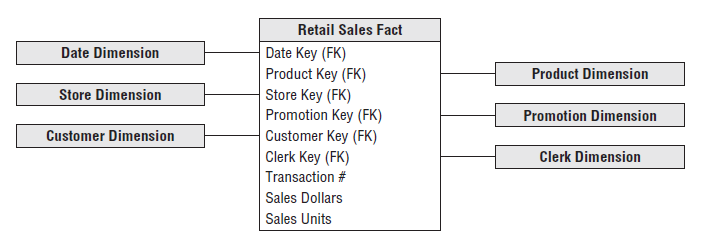 Retail Sales Fact
Date Key (FK)
Product Key (FK)
Store Key (FK)
Promotion Key (FK)
Customer Key (FK)
Clerk Key (FK)
Transaction #
Sales Dollars
Sales Units
Date Dimension
Store Dimension
Customer Dimension
Product Dimension
Promotion Dimension
Clerk Dimension